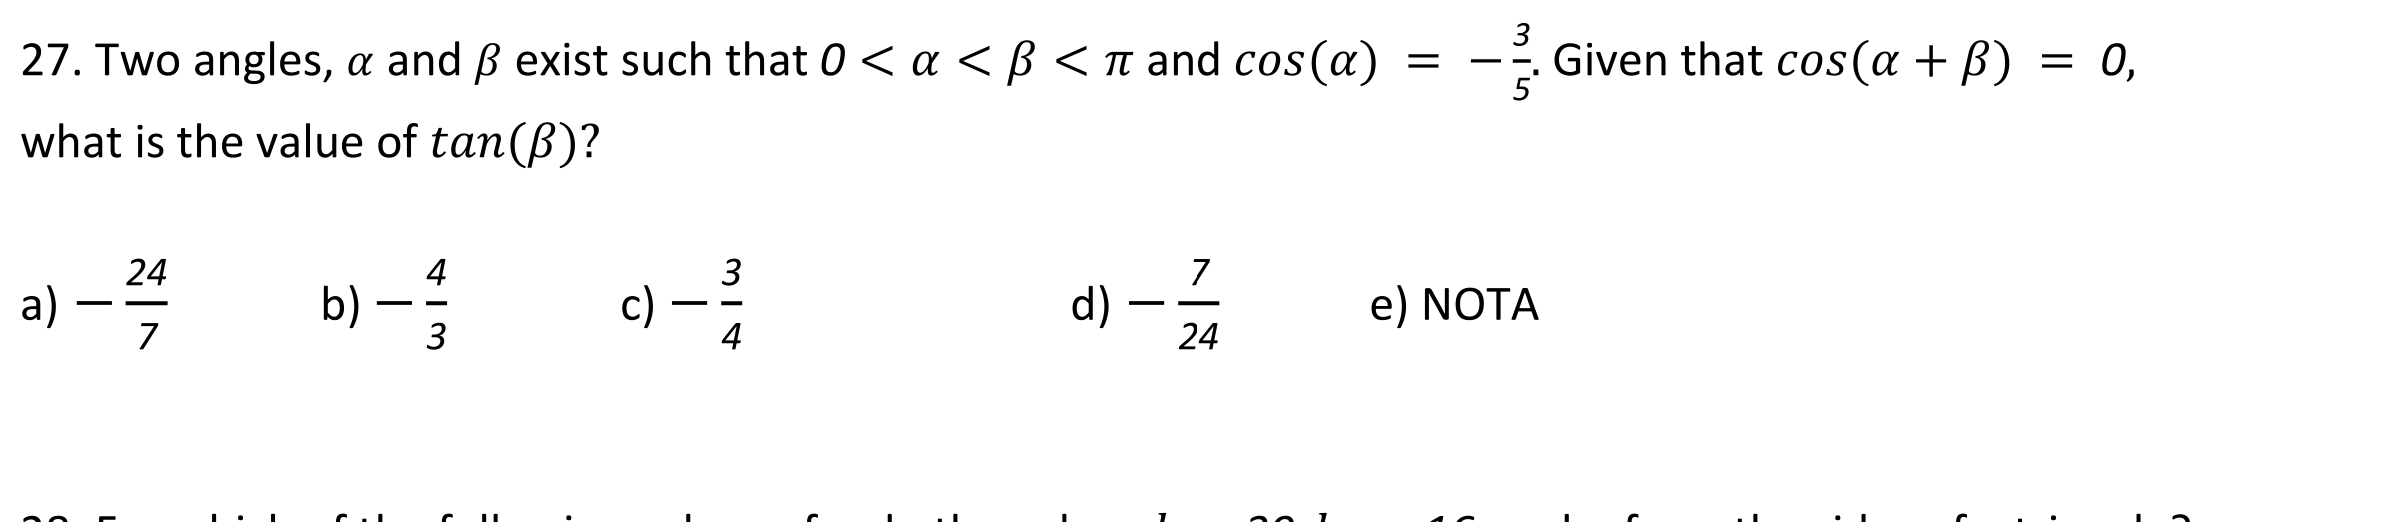 27. Two angles, α and β exist such that 0 < α < β < π and cos(α) = −3/5. Given that cos(α + β) = 0,
what is the value of tan(β)?
a) −24/7 b) −4/3 c) −3/4 d) −7/24 e) NOTA